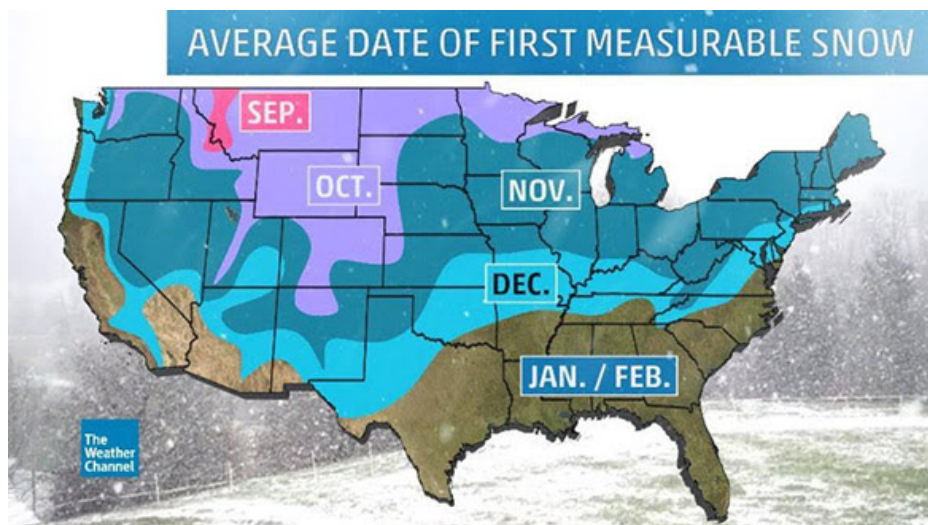 AVERAGE DATE OF FIRST MEASURABLE SNOW
SEP.
OCT.
NOV.
DEC.
JAN. / FEB.
The
Weather
Channel